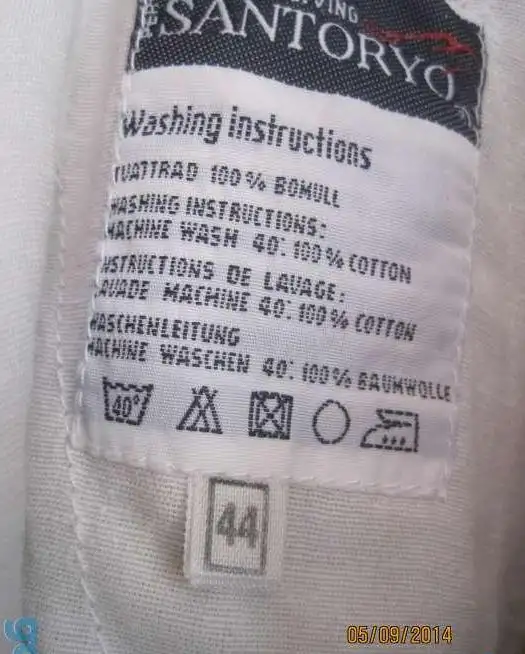 VING
SANTORYO
Washing instructions
TVATTRAD 100% BOMULL
WASHING INSTRUCTIONS:
MACHINE WASH 40°: 100% COTTON
INSTRUCTIONS DE LAVAGE:
LAVADE MACHINE 40: 100% COTTON
WASCHENLEITUNG
MACHINE WASCHEN 40°: 100% BAUMWOLLE
40°
44
05/09/2014